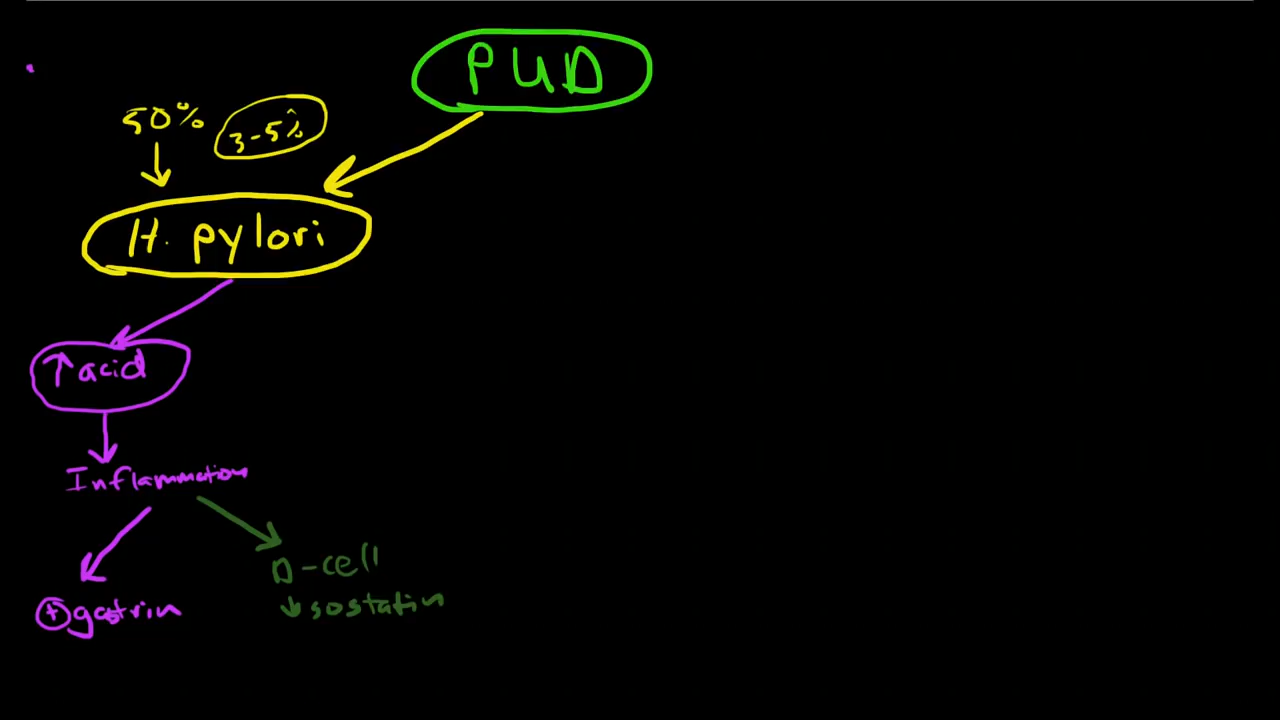 PUD
50% 3-5%
H. pylori
↑acid
Inflammation
D-cell
↓sostatin
⊕gastrin